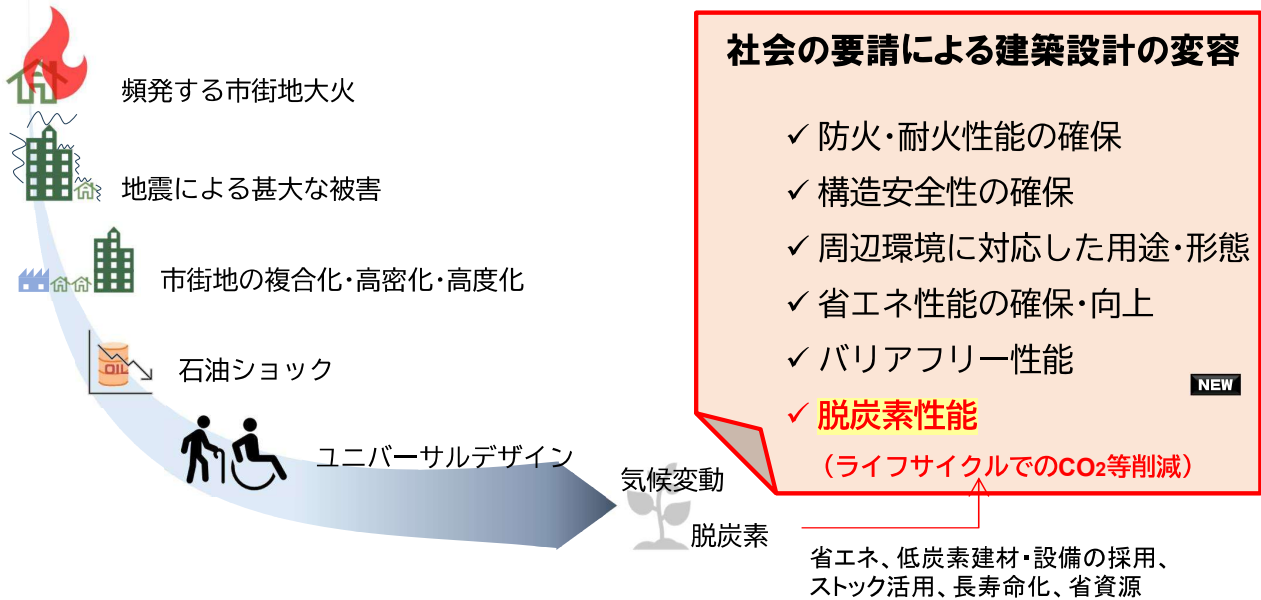 頻発する市街地大火
地震による甚大な被害
市街地の複合化・高密化・高度化
OIL
石油ショック
ユニバーサルデザイン
気候変動
脱炭素
社会の要請による建築設計の変容
✓ 防火・耐火性能の確保
✓ 構造安全性の確保
✓ 周辺環境に対応した用途・形態
✓ 省エネ性能の確保・向上
✓ バリアフリー性能
NEW
✓ 脱炭素性能
（ライフサイクルでのCO₂等削減）
省エネ、低炭素建材・設備の採用、
ストック活用、長寿命化、省資源